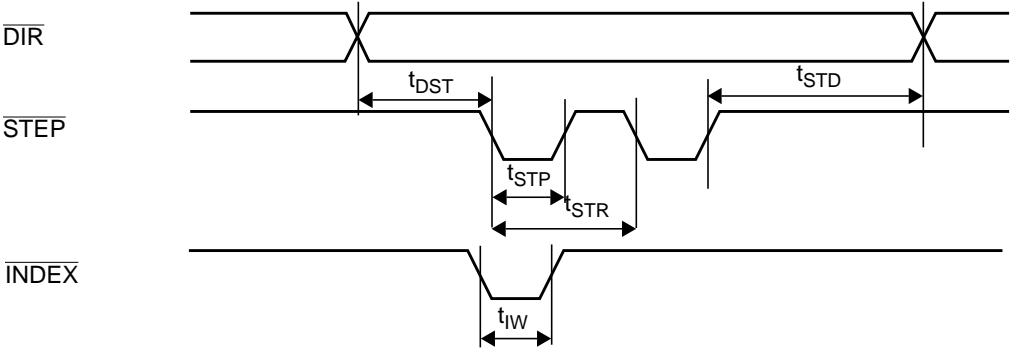 DIR
tDST
tSTD
STEP
tSTP
tSTR
INDEX
tIW